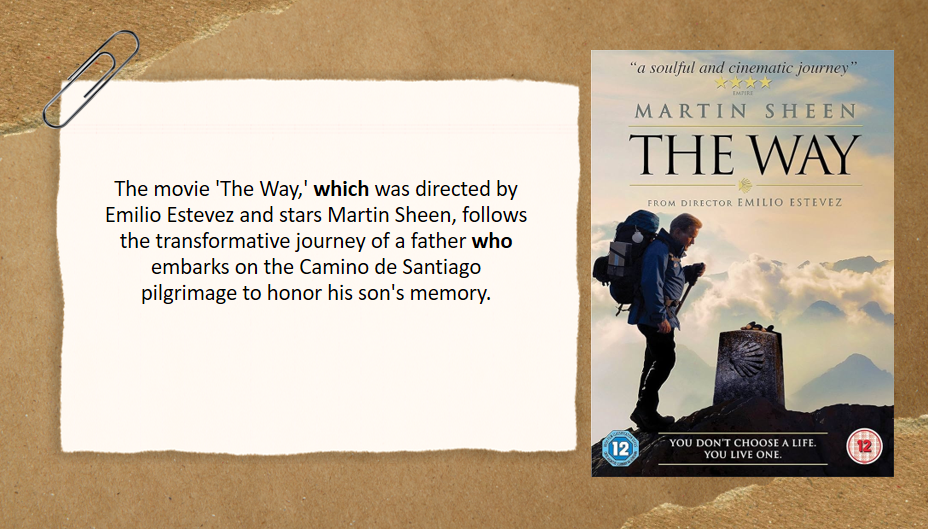 The movie 'The Way,' which was directed by
Emilio Estevez and stars Martin Sheen, follows
the transformative journey of a father who
embarks on the Camino de Santiago
pilgrimage to honor his son's memory.
“a soulful and cinematic journey”
EMPIRE
MARTIN SHEEN
THE WAY
FROM DIRECTOR EMILIO ESTEVEZ
12
YOU DON'T CHOOSE A LIFE.
YOU LIVE ONE.
12